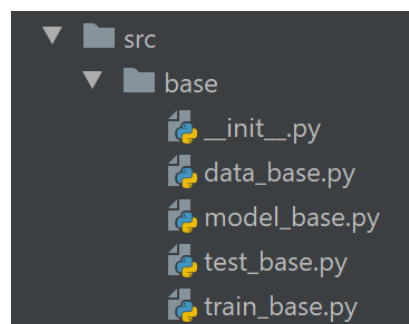 src
base
__init__.py
data_base.py
model_base.py
test_base.py
train_base.py